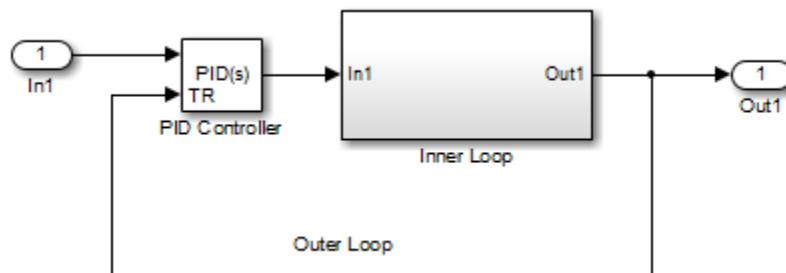 1
In1
PID(s)
TR
PID Controller
In1
Out1
Inner Loop
1
Out1
Outer Loop